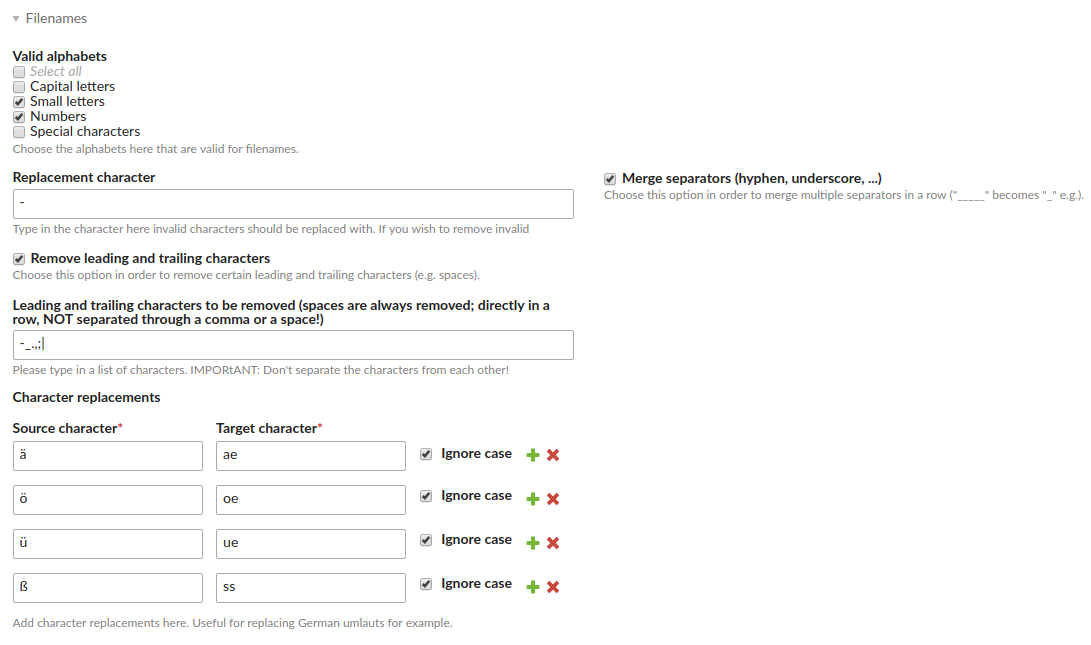 Filenames
Valid alphabets
Select all
Capital letters
Small letters
Numbers
Special characters
Choose the alphabets here that are valid for filenames.
Replacement character
-
Type in the character here invalid characters should be replaced with. If you wish to remove invalid
Merge separators (hyphen, underscore, ...)
Choose this option in order to merge multiple separators in a row ("_____" becomes "_" e.g.).
Remove leading and trailing characters
Choose this option in order to remove certain leading and trailing characters (e.g. spaces).
Leading and trailing characters to be removed (spaces are always removed; directly in a
row, NOT separated through a comma or a space!)
-_.,;
Please type in a list of characters. IMPORtANT: Don't separate the characters from each other!
Character replacements
Source character* Target character*
ä ae Ignore case
ö oe Ignore case
ü ue Ignore case
ß ss Ignore case
Add character replacements here. Useful for replacing German umlauts for example.